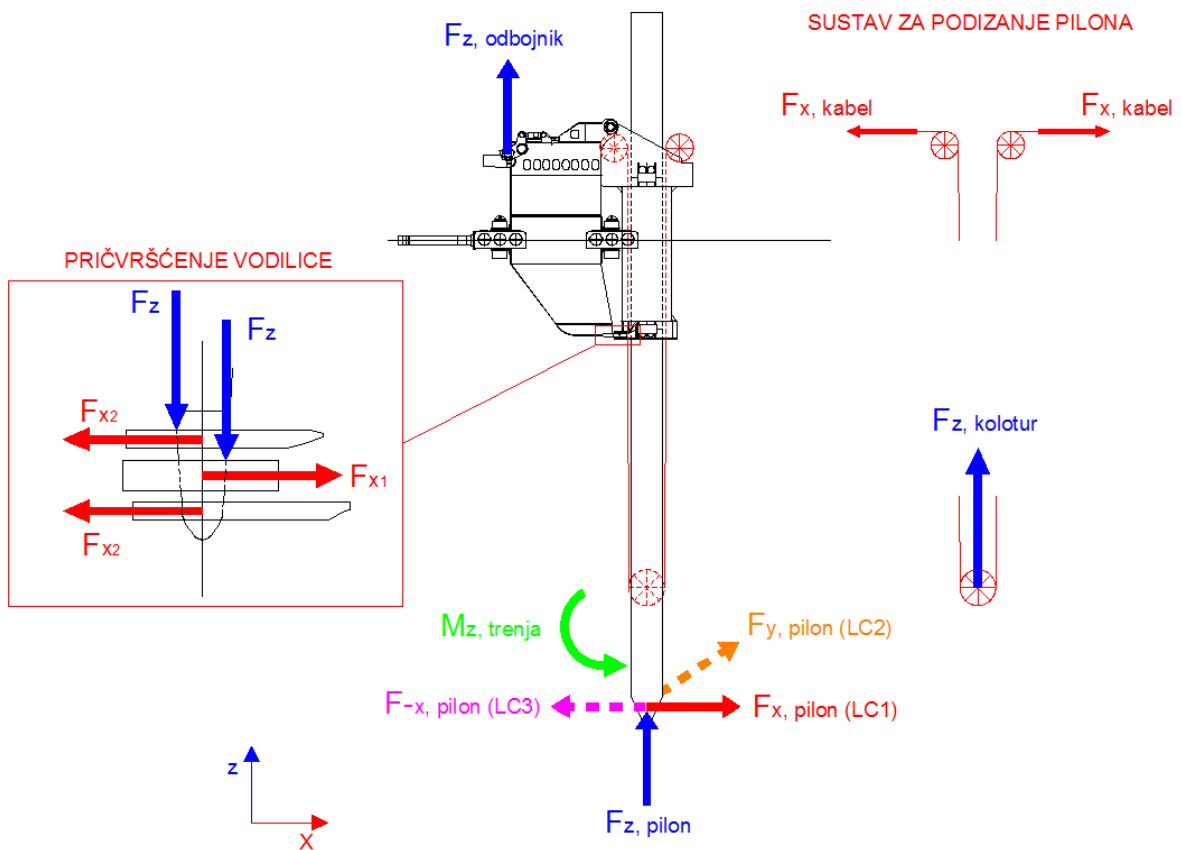 SUSTAV ZA PODIZANJE PILONA
Fz, odbojnik
Fx, kabel
Fx, kabel
PRIČVRŠĆENJE VODILICE
Fz
Fz
Fx2
Fx1
Fx2
Fz, kolotur
Mz, trenja
Fy, pilon (LC2)
F-x, pilon (LC3)
Fx, pilon (LC1)
z
Fz, pilon
X